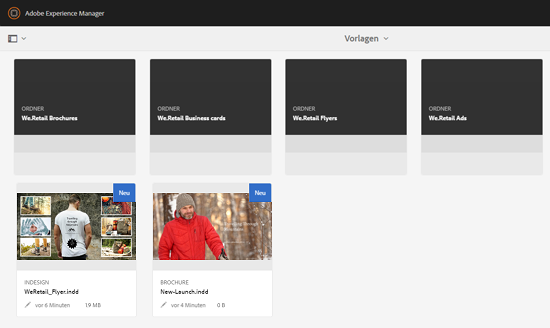 Adobe Experience Manager
Vorlagen
ORDNER
We.Retail Brochures
ORDNER
We.Retail Business cards
ORDNER
We.Retail Flyers
ORDNER
We.Retail Ads
Neu
INDESIGN
WeRetail_Flyer.indd
vor 6 Minuten 19 MB
Neu
BROCHURE
New-Launch.indd
vor 4 Minuten 0 B